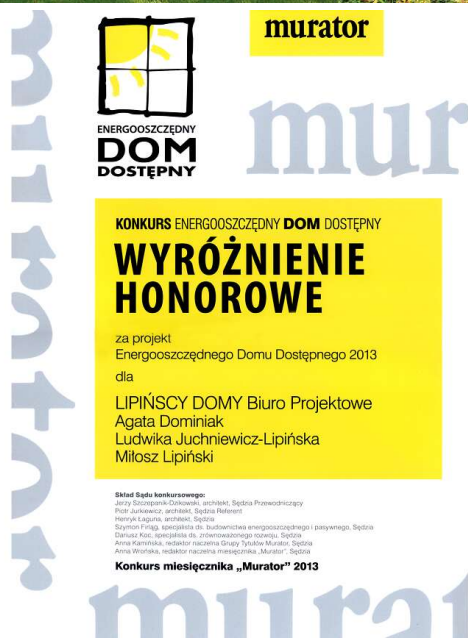 murator
ENERGOOSZCZĘDNY
DOM
DOSTĘPNY
mur
murator
KONKURS ENERGOOSZCZĘDNY DOM DOSTĘPNY
WYRÓŻNIENIE
HONOROWE
za projekt
Energooszczędnego Domu Dostępnego 2013
dla
LIPIŃSCY DOMY Biuro Projektowe
Agata Dominiak
Ludwika Juchniewicz-Lipińska
Miłosz Lipiński
Skład Sądu konkursowego:
Jerzy Szczepanik-Dzikowski, architekt, Sędzia Przewodniczący
Piotr Jurkiewicz, architekt, Sędzia Referent
Henryk Łaguna, architekt, Sędzia
Szymon Firląg, specjalista ds. budownictwa energooszczędnego i pasywnego, Sędzia
Dariusz Koc, specjalista ds. zrównoważonego rozwoju, Sędzia
Anna Kamińska, redaktor naczelna Grupy Tytułów Murator, Sędzia
Anna Wrońska, redaktor naczelna miesięcznika „Murator", Sędzia
Konkurs miesięcznika „Murator" 2013
murat